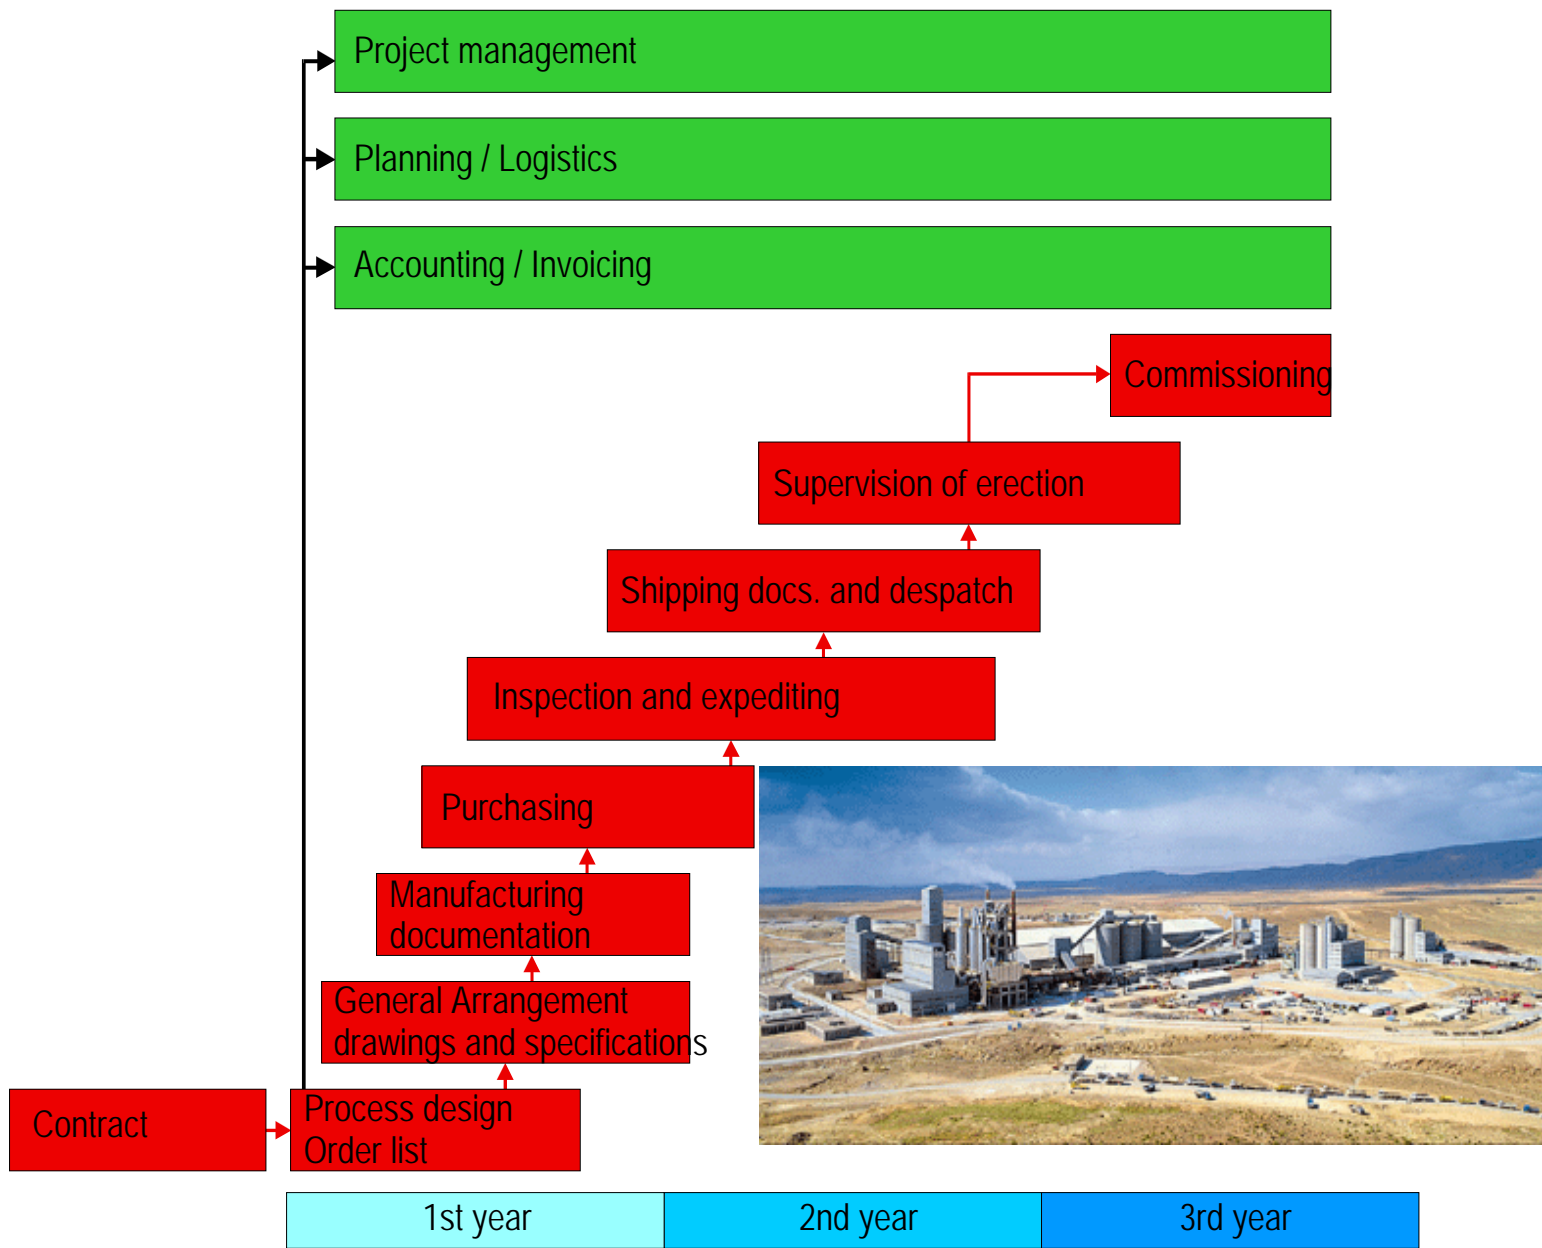 Project management
Planning / Logistics
Accounting / Invoicing
Commissioning
Supervision of erection
Shipping docs. and despatch
Inspection and expediting
Purchasing
Manufacturing
documentation
General Arrangement
drawings and specifications
Contract
Process design
Order list
1st year
2nd year
3rd year